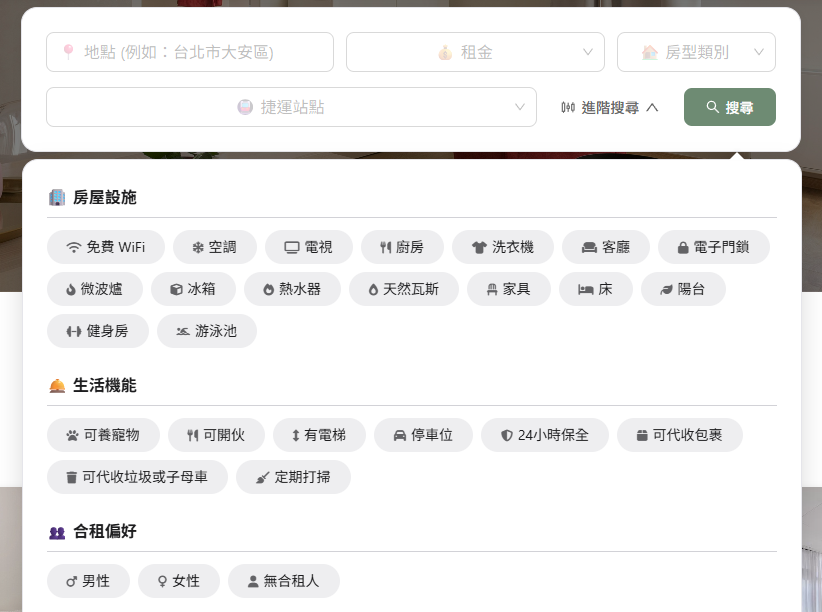 地點 (例如：台北市大安區)
租金
房型類別
捷運站點
進階搜尋
搜尋
房屋設施
免費 WiFi
空調
電視
廚房
洗衣機
客廳
電子門鎖
微波爐
冰箱
熱水器
天然瓦斯
家具
床
陽台
健身房
游泳池
生活機能
可養寵物
可開伙
有電梯
停車位
24小時保全
可代收包裹
可代收垃圾或子母車
定期打掃
合租偏好
男性
女性
無合租人